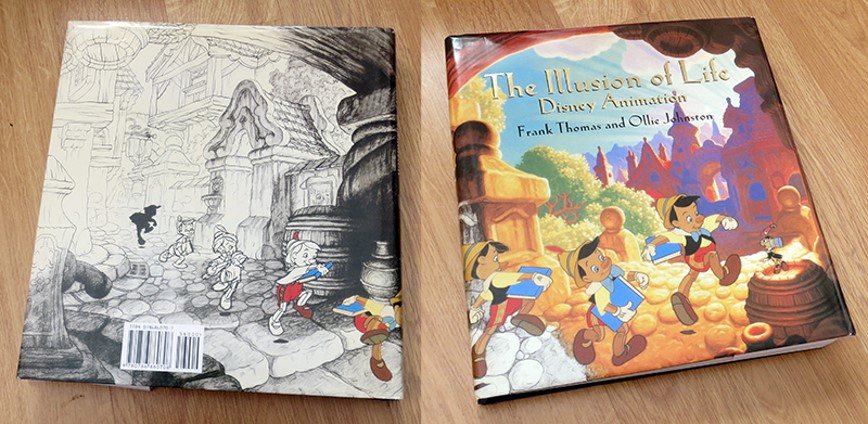 The Illusion of Life
Disney Animation
Frank Thomas and Ollie Johnston